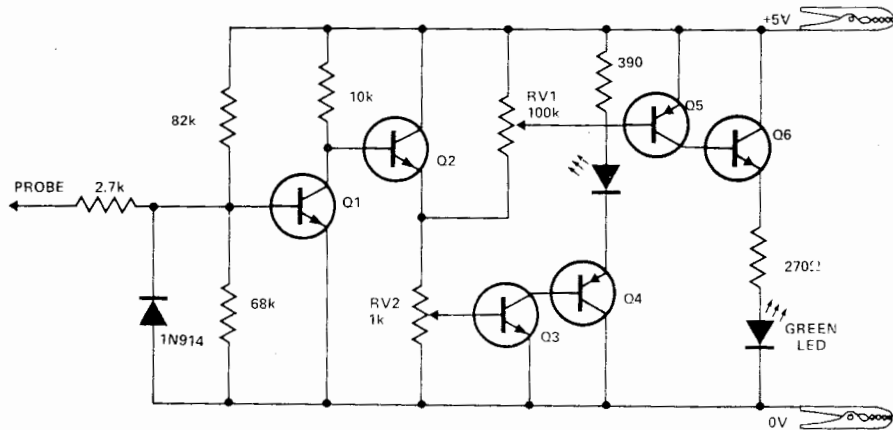 +5V
390
RV1
100k
10k
82k
Q5
Q6
Q2
PROBE
2.7k
Q1
270Ω
68k
RV2
1k
Q4
1N914
Q3
GREEN
LED
0V